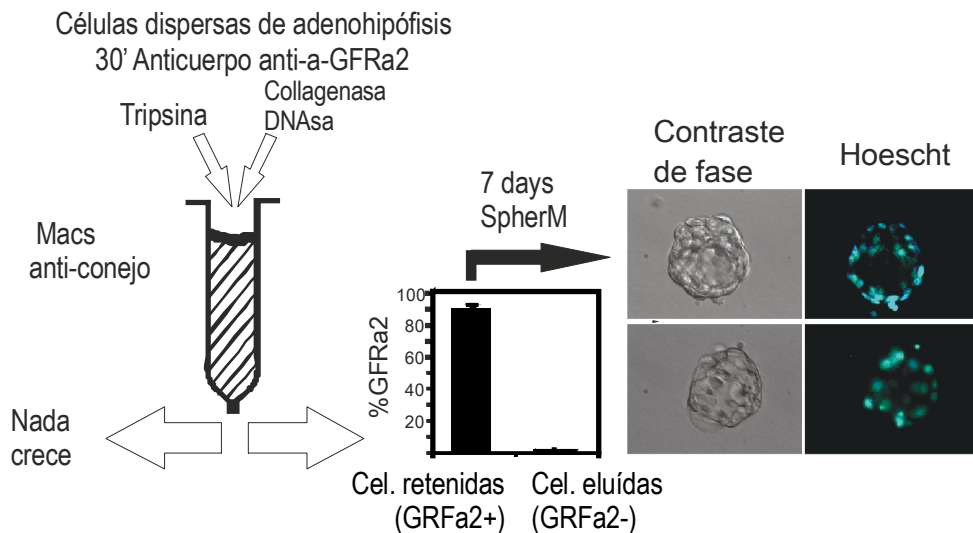 Células dispersas de adenohipófisis
30' Anticuerpo anti-a-GFRa2
Tripsina
Collagenasa
DNAsa
Macs
anti-conejo
Nada
crece
7 days
SpherM
Contraste
de fase
Hoescht
%GFRa2
100
80
60
40
20
Cel. retenidas
(GRFa2+)
Cel. eluídas
(GRFa2-)